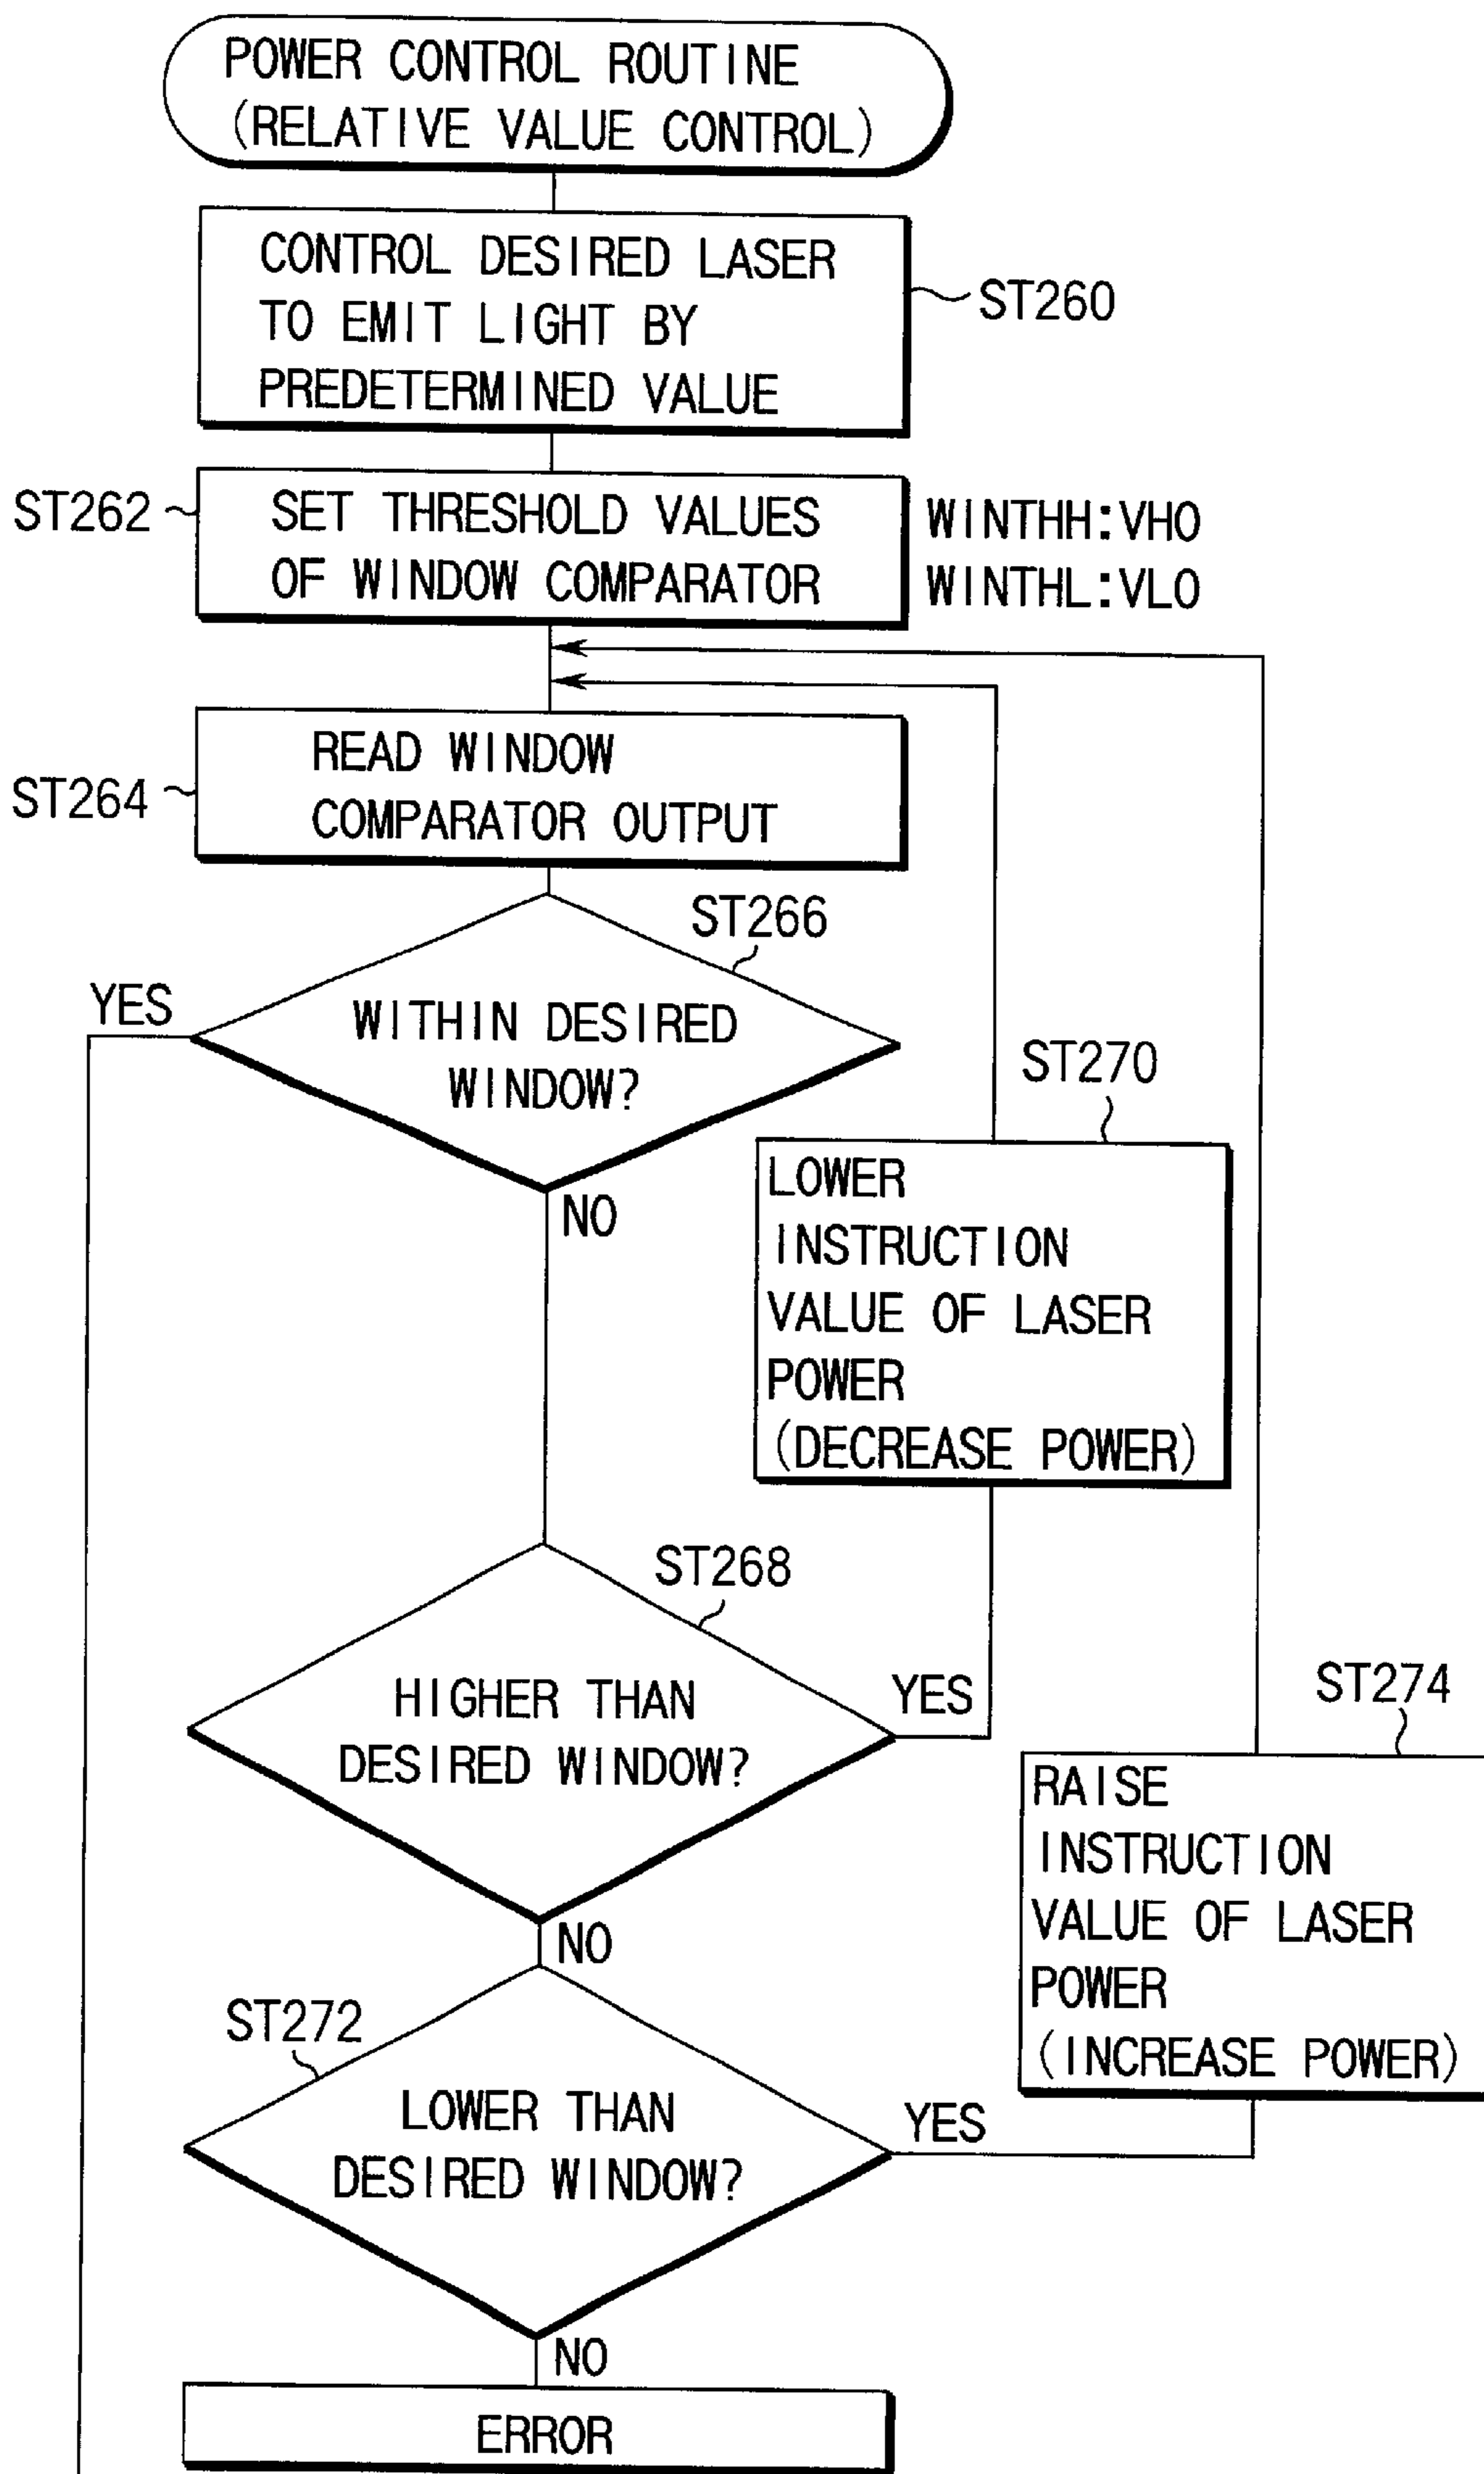 POWER CONTROL ROUTINE
(RELATIVE VALUE CONTROL)
CONTROL DESIRED LASER
TO EMIT LIGHT BY
PREDETERMINED VALUE
ST260
ST262
SET THRESHOLD VALUES
OF WINDOW COMPARATOR
WINTHH:VH0
WINTHL:VL0
READ WINDOW
COMPARATOR OUTPUT
ST264
ST266
YES
WITHIN DESIRED
WINDOW?
NO
ST270
LOWER
INSTRUCTION
VALUE OF LASER
POWER
(DECREASE POWER)
ST268
HIGHER THAN
DESIRED WINDOW?
YES
NO
ST274
RAISE
INSTRUCTION
VALUE OF LASER
POWER
(INCREASE POWER)
ST272
LOWER THAN
DESIRED WINDOW?
YES
NO
ERROR